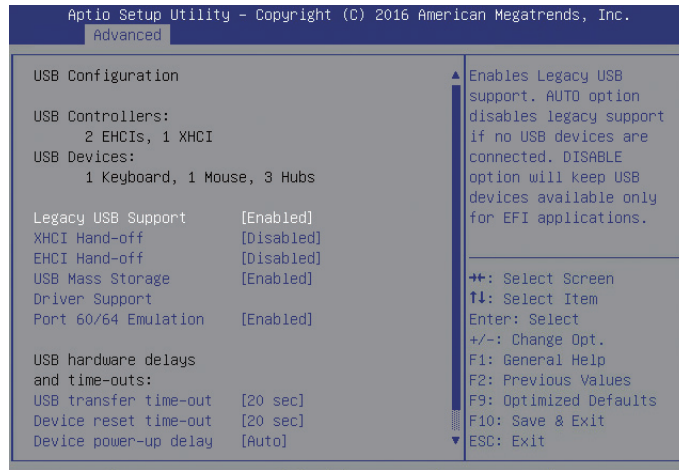 Aptio Setup Utility – Copyright (C) 2016 American Megatrends, Inc.
Advanced
USB Configuration
USB Controllers:
2 EHCIs, 1 XHCI
USB Devices:
1 Keyboard, 1 Mouse, 3 Hubs
Legacy USB Support [Enabled]
XHCI Hand-off [Disabled]
EHCI Hand-off [Disabled]
USB Mass Storage [Enabled]
Driver Support
Port 60/64 Emulation [Enabled]
USB hardware delays
and time-outs:
USB transfer time-out [20 sec]
Device reset time-out [20 sec]
Device power-up delay [Auto]
Enables Legacy USB
support. AUTO option
disables legacy support
if no USB devices are
connected. DISABLE
option will keep USB
devices available only
for EFI applications.
→←: Select Screen
↑↓: Select Item
Enter: Select
+/-: Change Opt.
F1: General Help
F2: Previous Values
F9: Optimized Defaults
F10: Save & Exit
ESC: Exit